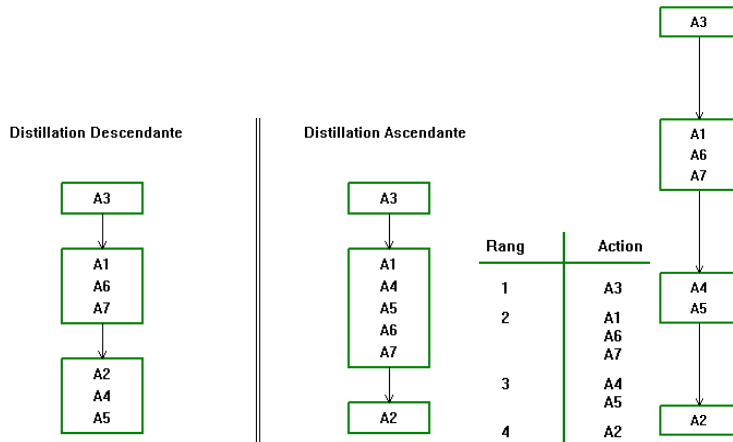 Distillation Descendante
A3
A1
A6
A7
A2
A4
A5
Distillation Ascendante
A3
A1
A4
A5
A6
A7
A2
Rang Action
1 A3
2 A1
A6
A7
3 A4
A5
4 A2
A3
A1
A6
A7
A4
A5
A2